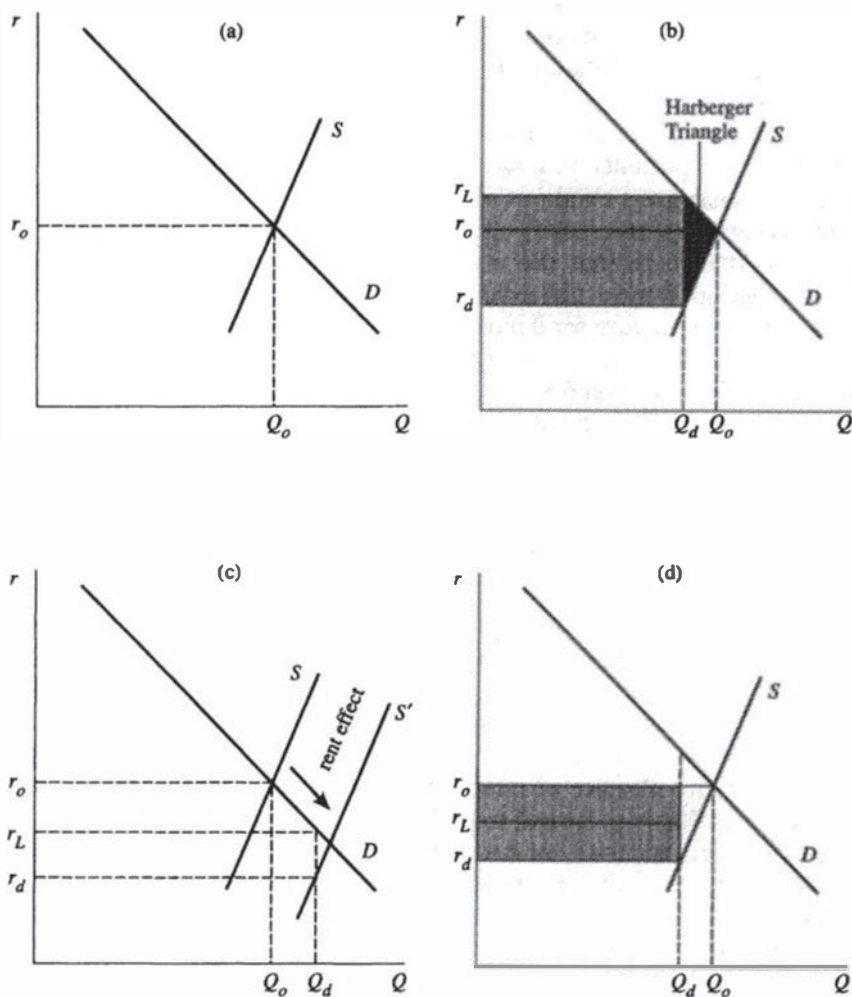 r
(a)
S
r_o
D
Q_o
Q
r
(b)
Harberger
Triangle
S
r_L
r_o
r_d
D
Q_d
Q_o
Q
r
(c)
S
rent effect
S'
r_o
r_L
r_d
D
Q_o
Q_d
Q
r
(d)
S
r_o
r_L
r_d
D
Q_d
Q_o
Q